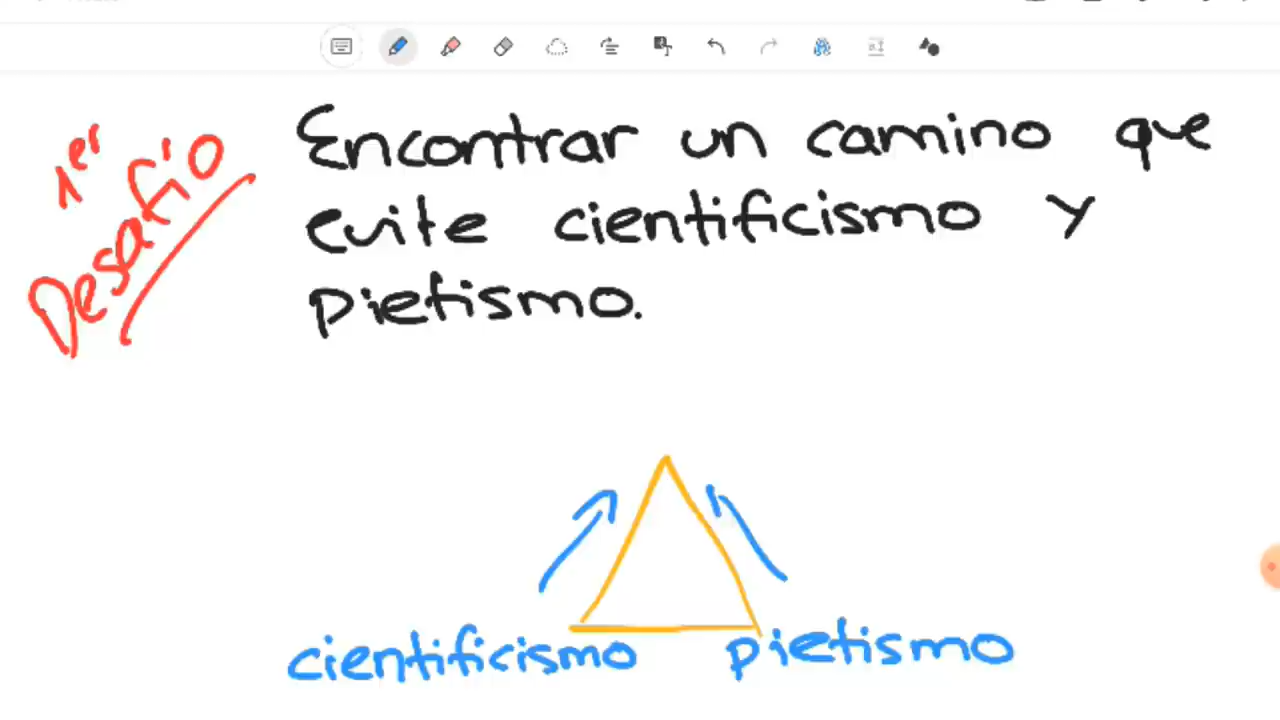 1er
Desafío
Encontrar un camino que
evite cientificismo y
pietismo.
cientificismo
pietismo